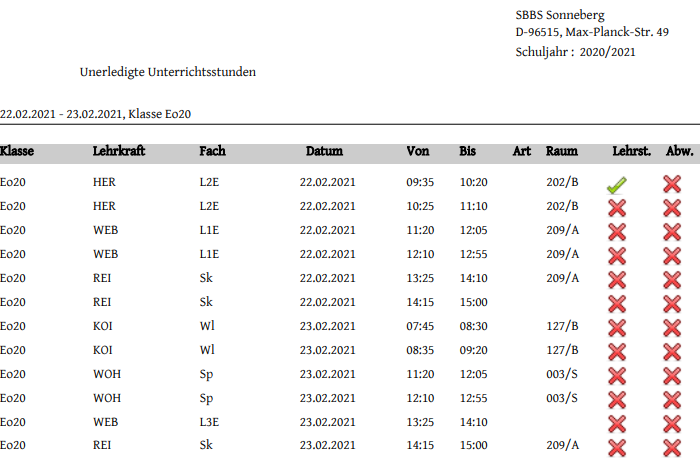 SBBS Sonneberg
D-96515, Max-Planck-Str. 49
Schuljahr : 2020/2021
Unerledigte Unterrichtsstunden
22.02.2021 - 23.02.2021, Klasse Eo20
Klasse Lehrkraft Fach Datum Von Bis Art Raum Lehrst. Abw.
Eo20 HER L2E 22.02.2021 09:35 10:20 202/B
Eo20 HER L2E 22.02.2021 10:25 11:10 202/B
Eo20 WEB L1E 22.02.2021 11:20 12:05 209/A
Eo20 WEB L1E 22.02.2021 12:10 12:55 209/A
Eo20 REI Sk 22.02.2021 13:25 14:10 209/A
Eo20 REI Sk 22.02.2021 14:15 15:00
Eo20 KOI Wl 23.02.2021 07:45 08:30 127/B
Eo20 KOI Wl 23.02.2021 08:35 09:20 127/B
Eo20 WOH Sp 23.02.2021 11:20 12:05 003/S
Eo20 WOH Sp 23.02.2021 12:10 12:55 003/S
Eo20 WEB L3E 23.02.2021 13:25 14:10
Eo20 REI Sk 23.02.2021 14:15 15:00 209/A